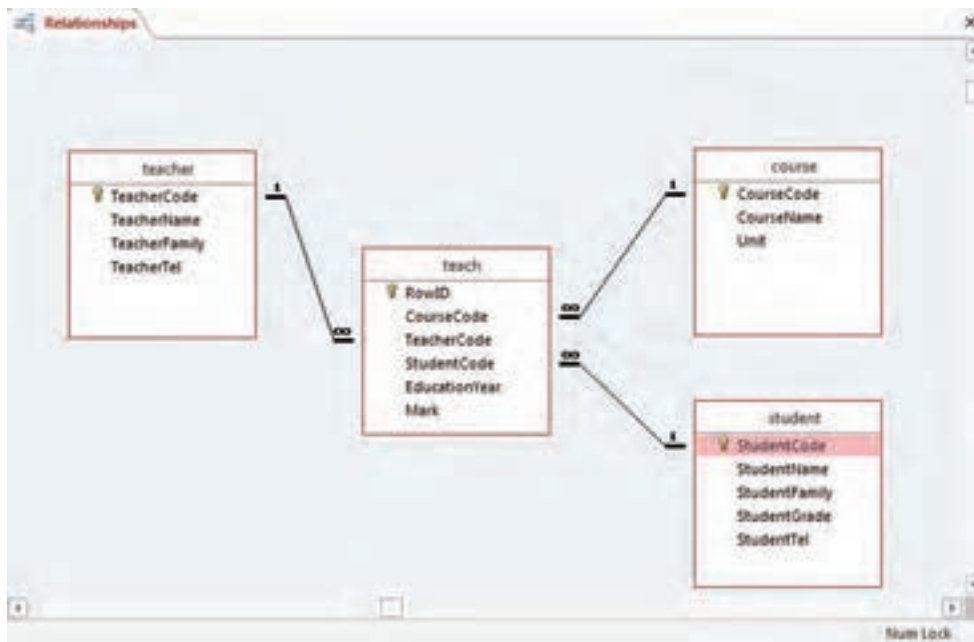 Relationships
teacher
TeacherCode
TeacherName
TeacherFamily
TeacherTel
1
∞
teach
RowID
CourseCode
TeacherCode
StudentCode
EducationYear
Mark
∞
∞
1
course
CourseCode
CourseName
Unit
1
student
StudentCode
StudentName
StudentFamily
StudentGrade
StudentTel
Num Lock